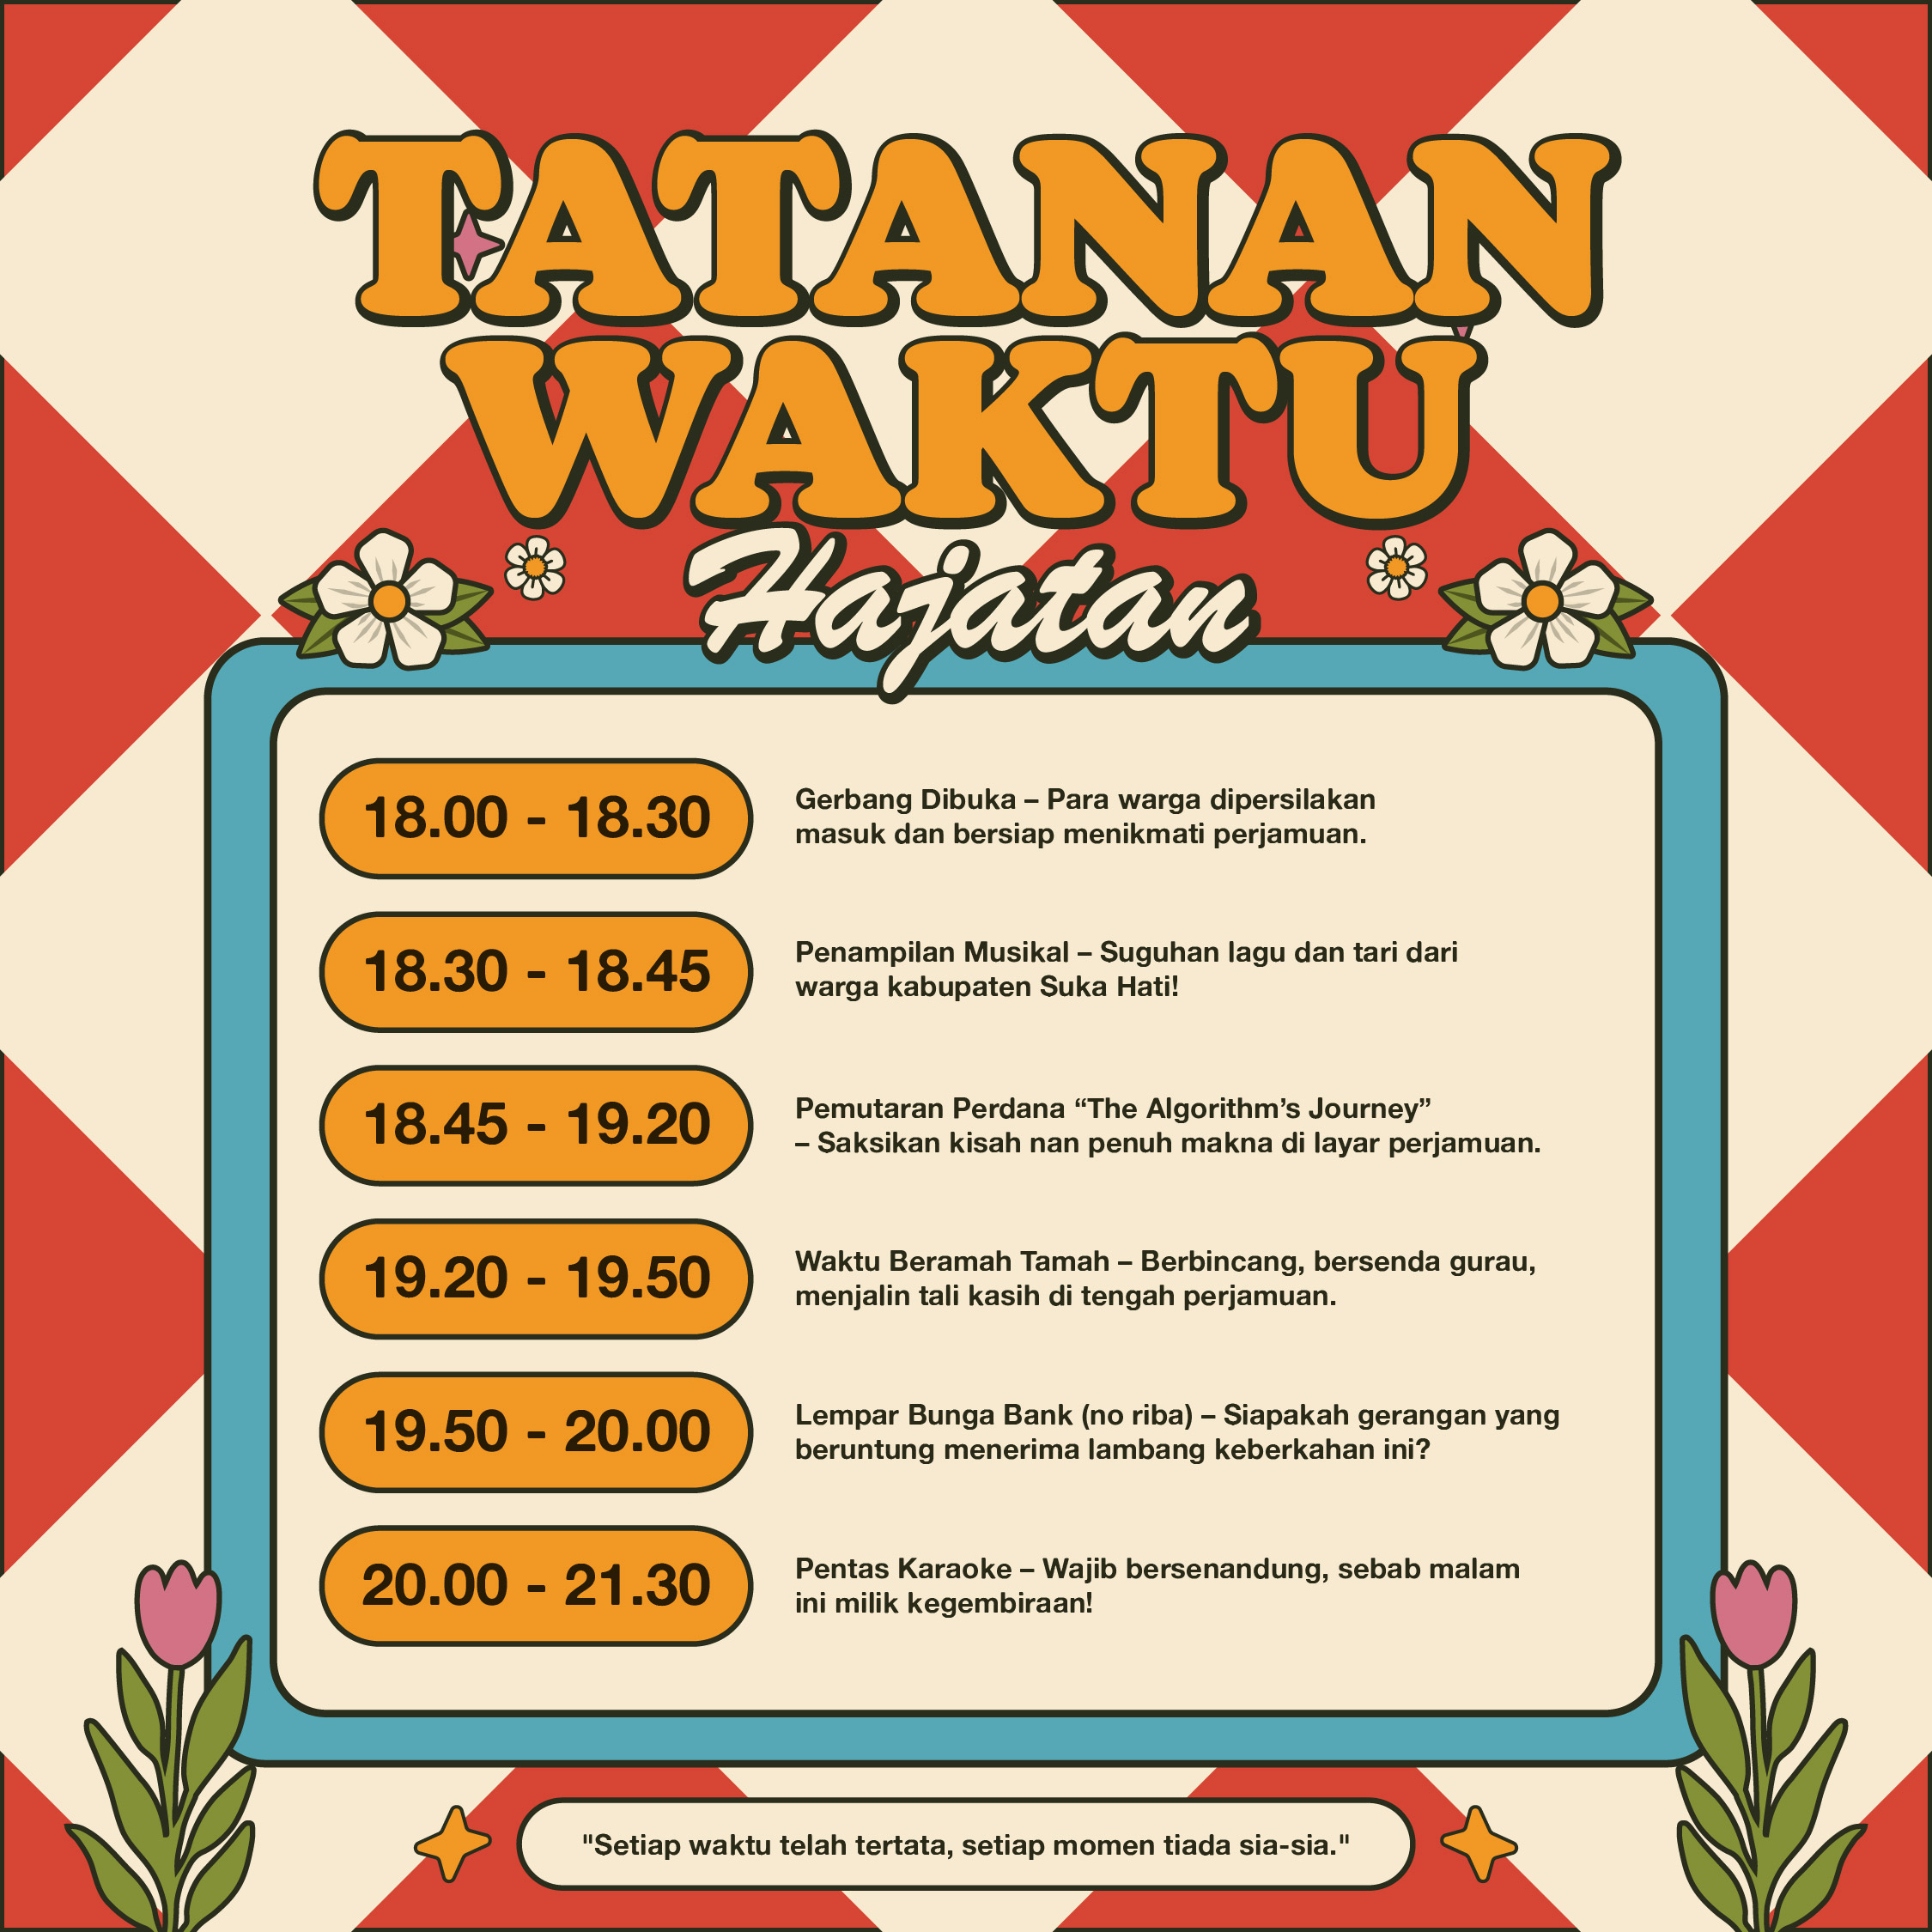 TATANAN
WAKTU
Hajatan
18.00 - 18.30
Gerbang Dibuka – Para warga dipersilakan
masuk dan bersiap menikmati perjamuan.
18.30 - 18.45
Penampilan Musikal – Suguhan lagu dan tari dari
warga kabupaten Suka Hati!
18.45 - 19.20
Pemutaran Perdana “The Algorithm’s Journey”
– Saksikan kisah nan penuh makna di layar perjamuan.
19.20 - 19.50
Waktu Beramah Tamah – Berbincang, bersenda gurau,
menjalin tali kasih di tengah perjamuan.
19.50 - 20.00
Lempar Bunga Bank (no riba) – Siapakah gerangan yang
beruntung menerima lambang keberkahan ini?
20.00 - 21.30
Pentas Karaoke – Wajib bersenandung, sebab malam
ini milik kegembiraan!
"Setiap waktu telah tertata, setiap momen tiada sia-sia."